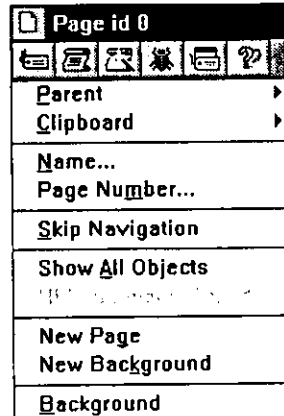 Page id 0
Parent
Clipboard
Name...
Page Number...
Skip Navigation
Show All Objects
New Page
New Background
Background